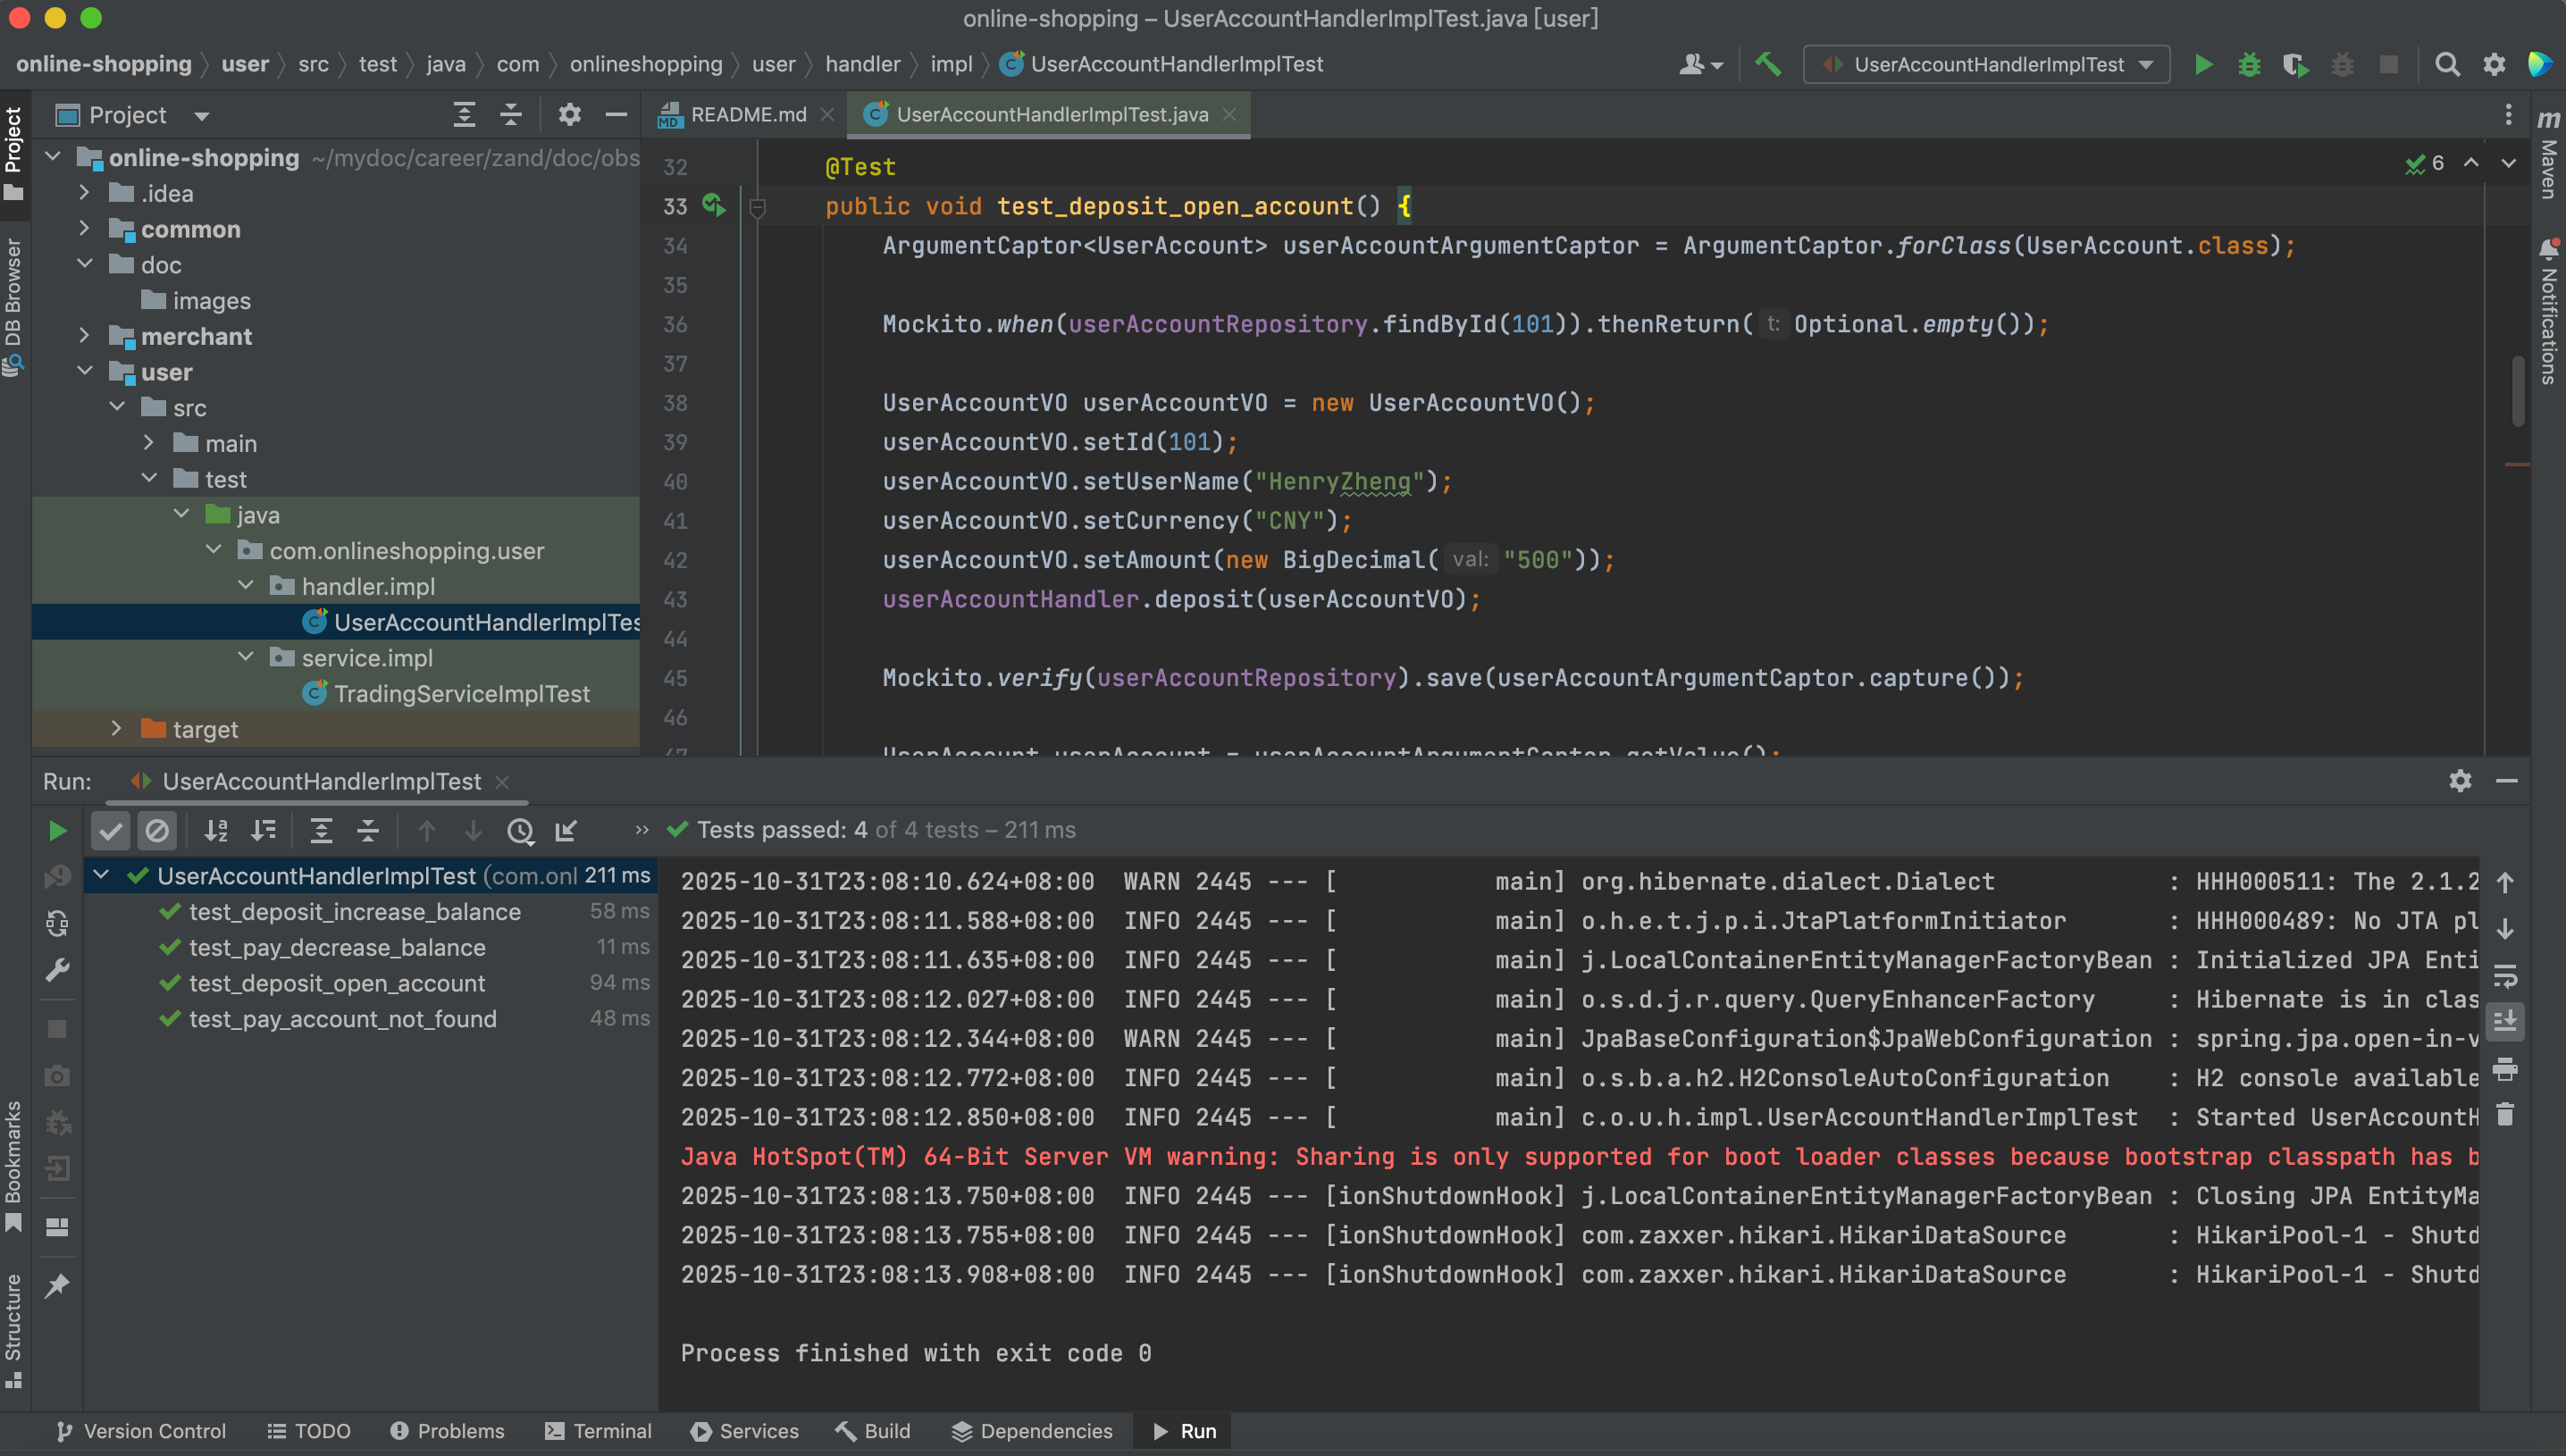 online-shopping – UserAccountHandlerImplTest.java [user]
online-shopping user src test java com onlineshopping user handler impl UserAccountHandlerImplTest
UserAccountHandlerImplTest
Project
DB Browser
Bookmarks
Structure
Project
online-shopping ~/mydoc/career/zand/doc/obs
.idea
common
doc
images
merchant
user
src
main
test
java
com.onlineshopping.user
handler.impl
UserAccountHandlerImplTes
service.impl
TradingServiceImplTest
target
README.md
UserAccountHandlerImplTest.java
6
32 @Test
33 public void test_deposit_open_account() {
34 ArgumentCaptor<UserAccount> userAccountArgumentCaptor = ArgumentCaptor.forClass(UserAccount.class);
35
36 Mockito.when(userAccountRepository.findById(101)).thenReturn( t: Optional.empty());
37
38 UserAccountVO userAccountVO = new UserAccountVO();
39 userAccountVO.setId(101);
40 userAccountVO.setUserName("HenryZheng");
41 userAccountVO.setCurrency("CNY");
42 userAccountVO.setAmount(new BigDecimal( val: "500"));
43 userAccountHandler.deposit(userAccountVO);
44
45 Mockito.verify(userAccountRepository).save(userAccountArgumentCaptor.capture());
46
47 UserAccount userAccount = userAccountArgumentCaptor.getValue();
Maven
Notifications
Run: UserAccountHandlerImplTest
Tests passed: 4 of 4 tests – 211 ms
UserAccountHandlerImplTest (com.onl 211 ms
test_deposit_increase_balance 58 ms
test_pay_decrease_balance 11 ms
test_deposit_open_account 94 ms
test_pay_account_not_found 48 ms
2025-10-31T23:08:10.624+08:00 WARN 2445 --- [ main] org.hibernate.dialect.Dialect : HHH000511: The 2.1.2
2025-10-31T23:08:11.588+08:00 INFO 2445 --- [ main] o.h.e.t.j.p.i.JtaPlatformInitiator : HHH000489: No JTA pl
2025-10-31T23:08:11.635+08:00 INFO 2445 --- [ main] j.LocalContainerEntityManagerFactoryBean : Initialized JPA Enti
2025-10-31T23:08:12.027+08:00 INFO 2445 --- [ main] o.s.d.j.r.query.QueryEnhancerFactory : Hibernate is in clas
2025-10-31T23:08:12.344+08:00 WARN 2445 --- [ main] JpaBaseConfiguration$JpaWebConfiguration : spring.jpa.open-in-v
2025-10-31T23:08:12.772+08:00 INFO 2445 --- [ main] o.s.b.a.h2.H2ConsoleAutoConfiguration : H2 console available
2025-10-31T23:08:12.850+08:00 INFO 2445 --- [ main] c.o.u.h.impl.UserAccountHandlerImplTest : Started UserAccountH
Java HotSpot(TM) 64-Bit Server VM warning: Sharing is only supported for boot loader classes because bootstrap classpath has b
2025-10-31T23:08:13.750+08:00 INFO 2445 --- [ionShutdownHook] j.LocalContainerEntityManagerFactoryBean : Closing JPA EntityMa
2025-10-31T23:08:13.755+08:00 INFO 2445 --- [ionShutdownHook] com.zaxxer.hikari.HikariDataSource : HikariPool-1 - Shutd
2025-10-31T23:08:13.908+08:00 INFO 2445 --- [ionShutdownHook] com.zaxxer.hikari.HikariDataSource : HikariPool-1 - Shutd
Process finished with exit code 0
Version Control TODO Problems Terminal Services Build Dependencies Run